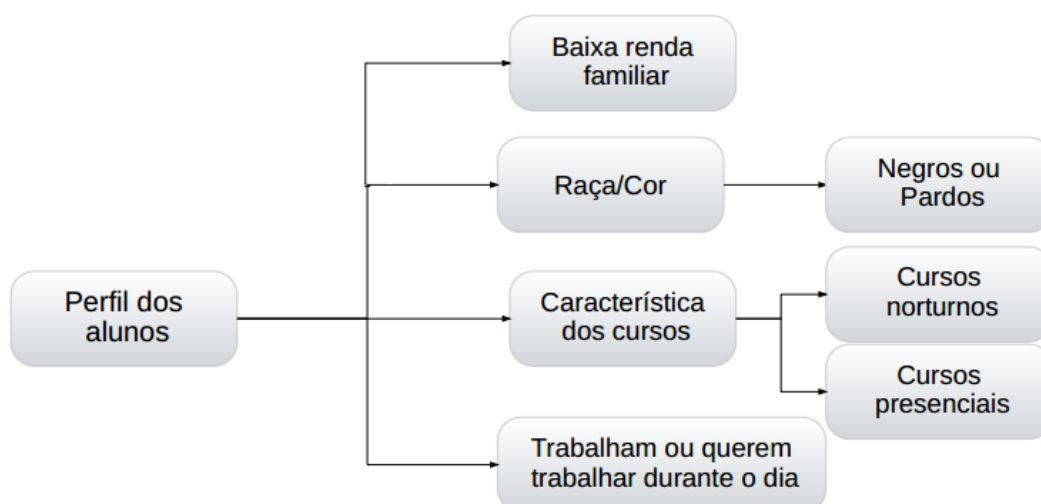 Baixa renda
familiar
Raça/Cor
Negros ou
Pardos
Perfil dos
alunos
Característica
dos cursos
Cursos
norturnos
Cursos
presenciais
Trabalham ou querem
trabalhar durante o dia